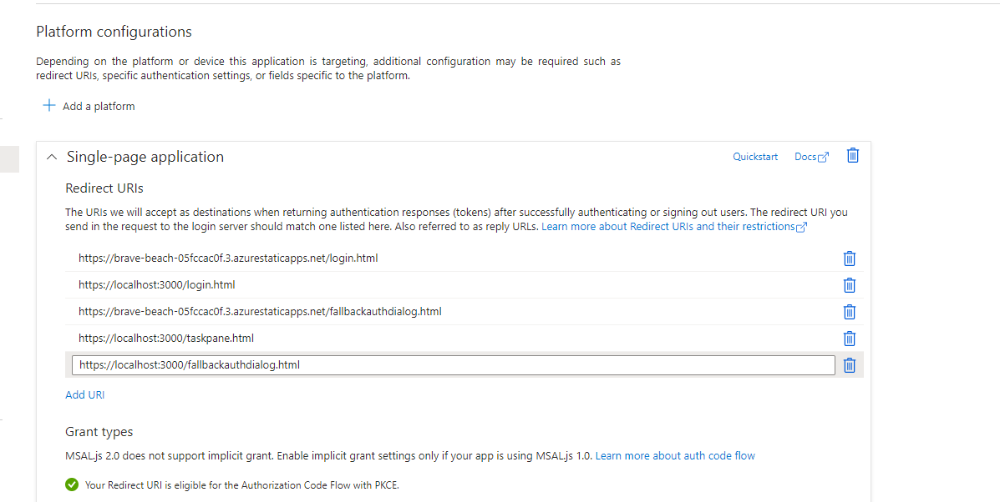 Platform configurations
Depending on the platform or device this application is targeting, additional configuration may be required such as
redirect URIs, specific authentication settings, or fields specific to the platform.
Add a platform
Single-page application
Quickstart
Docs
Redirect URIs
The URIs we will accept as destinations when returning authentication responses (tokens) after successfully authenticating or signing out users. The redirect URI you
send in the request to the login server should match one listed here. Also referred to as reply URLs. Learn more about Redirect URIs and their restrictions
https://brave-beach-05fccac0f.3.azurestaticapps.net/login.html
https://localhost:3000/login.html
https://brave-beach-05fccac0f.3.azurestaticapps.net/fallbackauthdialog.html
https://localhost:3000/taskpane.html
https://localhost:3000/fallbackauthdialog.html
Add URI
Grant types
MSAL.js 2.0 does not support implicit grant. Enable implicit grant settings only if your app is using MSAL.js 1.0. Learn more about auth code flow
Your Redirect URI is eligible for the Authorization Code Flow with PKCE.